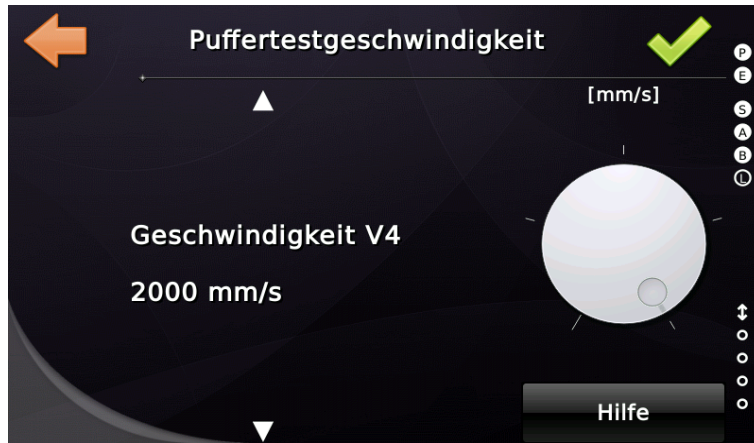 Puffertestgeschwindigkeit
[mm/s]
Geschwindigkeit V4
2000 mm/s
Hilfe
P
E
S
A
B
L